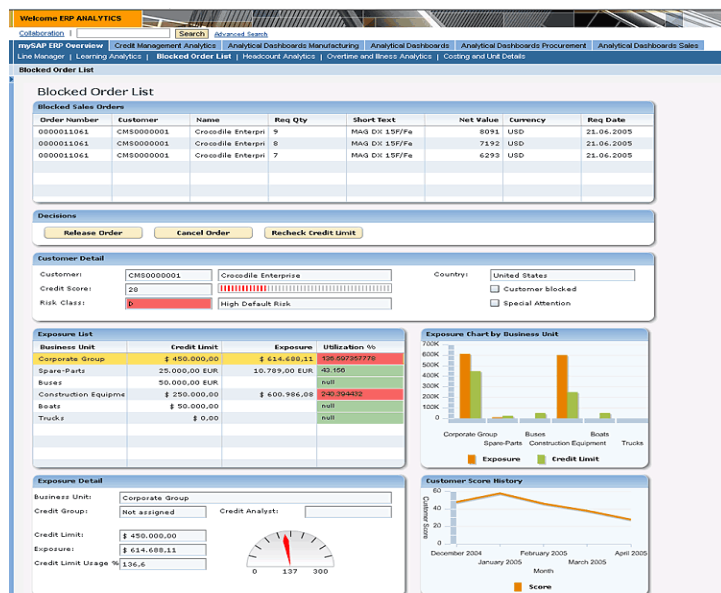 Welcome ERP ANALYTICS
Collaboration | Search Advanced Search
mySAP ERP Overview Credit Management Analytics Analytical Dashboards Manufacturing Analytical Dashboards Analytical Dashboards Procurement Analytical Dashboards Sales
Line Manager | Learning Analytics | Blocked Order List | Headcount Analytics | Overtime and Illness Analytics | Costing and Unit Details
Blocked Order List
Blocked Order List
Blocked Sales Orders
Order Number Customer Name Req Qty Short Text Net Value Currency Req Date
0000011061 CMS0000001 Crocodile Enterpri 9 MAG DX 15F/Fe 8091 USD 21.06.2005
0000011061 CMS0000001 Crocodile Enterpri 8 MAG DX 15F/Fe 7192 USD 21.06.2005
0000011061 CMS0000001 Crocodile Enterpri 7 MAG DX 15F/Fe 6293 USD 21.06.2005
Decisions
Release Order Cancel Order Recheck Credit Limit
Customer Detail
Customer: CMS0000001 Crocodile Enterprise Country: United States
Credit Score: 28 Customer blocked
Risk Class: D High Default Risk Special Attention
Exposure List
Business Unit Credit Limit Exposure Utilization %
Corporate Group $ 450.000,00 $ 614.688,11 136.597357778
Spare-Parts 25.000,00 EUR 10.789,00 EUR 43.156
Buses 50.000,00 EUR null
Construction Equipme $ 250.000,00 $ 600.986,08 240.394432
Boats $ 50.000,00 null
Trucks $ 0,00 null
Exposure Chart by Business Unit
700K
600K
500K
400K
300K
200K
100K
0
Corporate Group Buses Boats
Spare-Parts Construction Equipment Trucks
Exposure Credit Limit
Exposure Detail
Business Unit: Corporate Group
Credit Group: Not assigned Credit Analyst:
Credit Limit: $ 450.000,00
Exposure: $ 614.688,11
Credit Limit Usage % 136,6
0 137 300
Customer Score History
Customer Score
60
40
20
0
December 2004 February 2005 April 2005
January 2005 March 2005
Month
Score